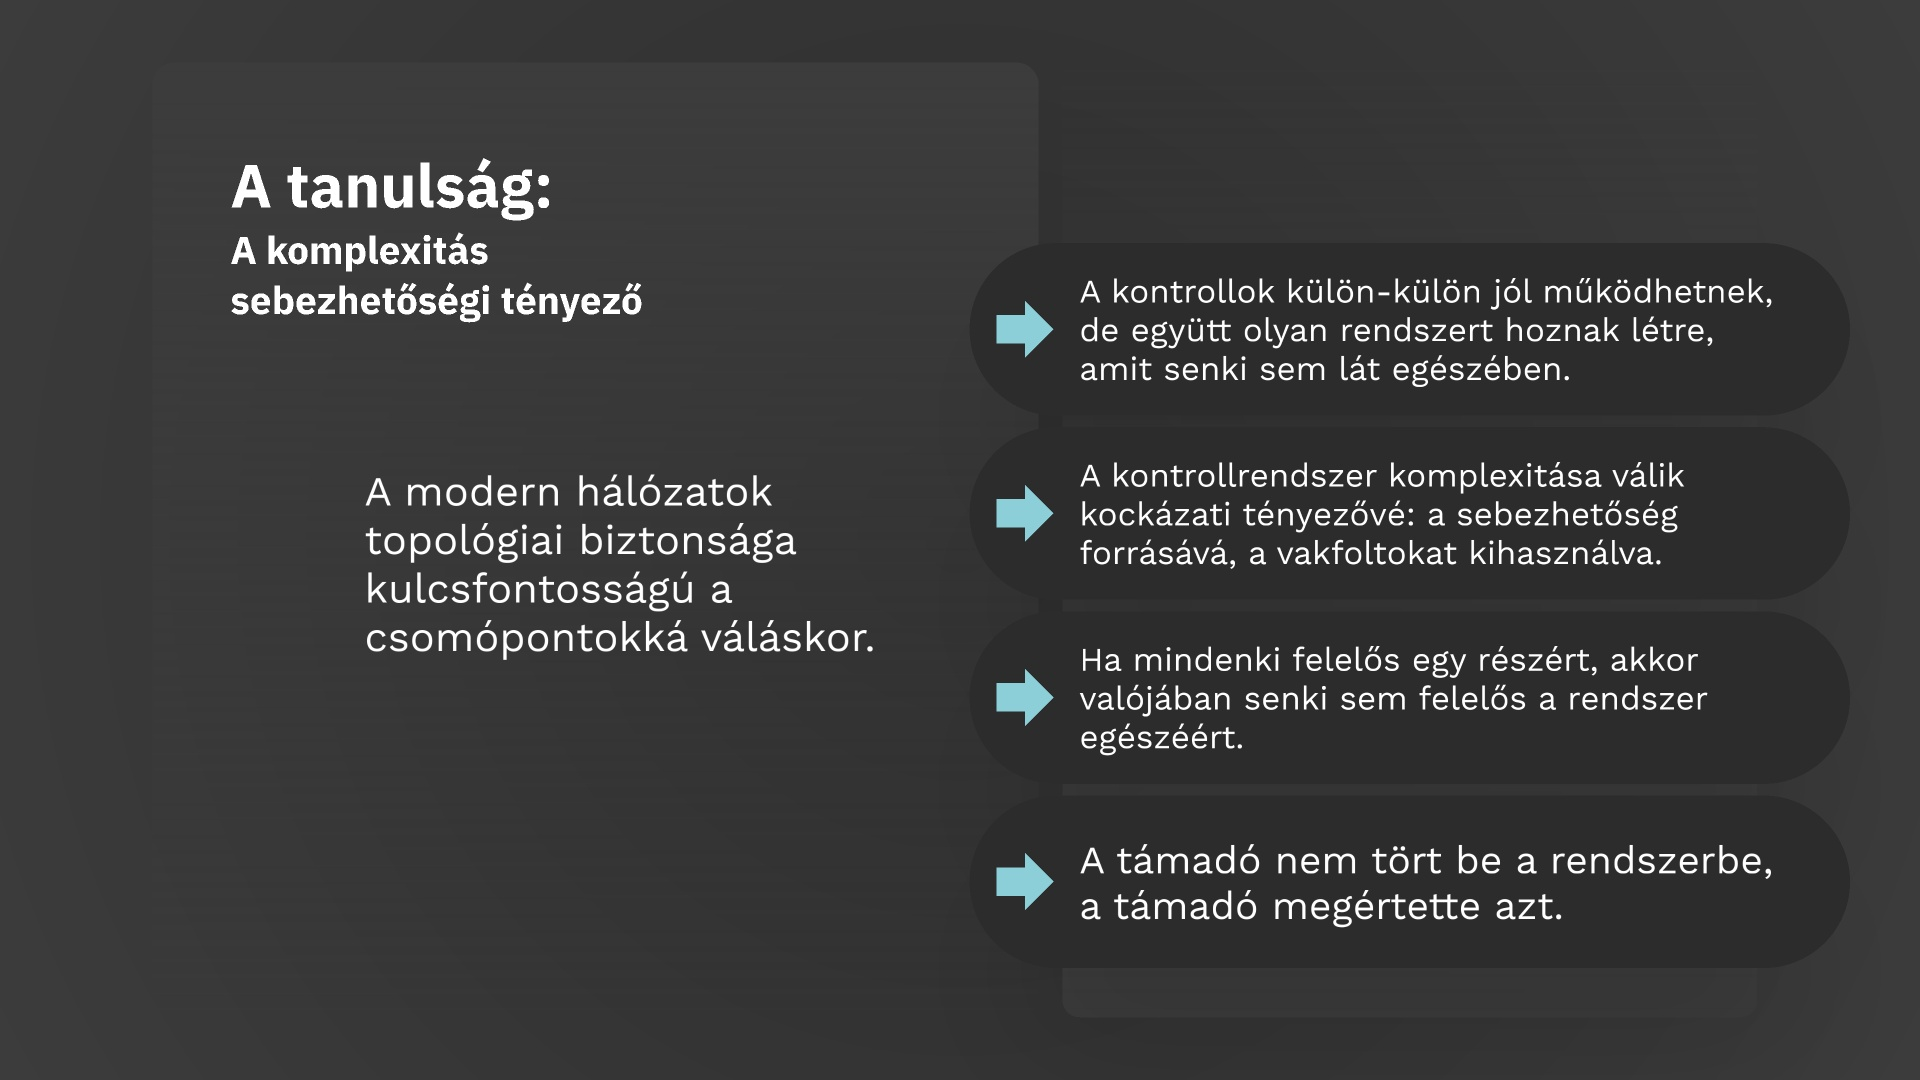 A tanulság:
A komplexitás
sebezhetőségi tényező
A modern hálózatok
topológiai biztonsága
kulcsfontosságú a
csomópontokká váláskor.
A kontrollok külön-külön jól működhetnek,
de együtt olyan rendszert hoznak létre,
amit senki sem lát egészében.
A kontrollrendszer komplexitása válik
kockázati tényezővé: a sebezhetőség
forrásává, a vakfoltokat kihasználva.
Ha mindenki felelős egy részért, akkor
valójában senki sem felelős a rendszer
egészéért.
A támadó nem tört be a rendszerbe,
a támadó megértette azt.